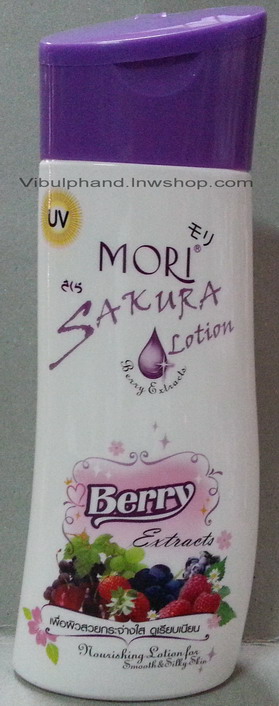 Vibulphand.lnwshop.com
UV
モリ
MORI®
さくら
SAKURA
Lotion
Berry Extracts
Berry
Extracts
เพื่อผิวสวยกระจ่างใส ดูเรียบเนียน
Nourishing Lotion for
Smooth & Silky Skin